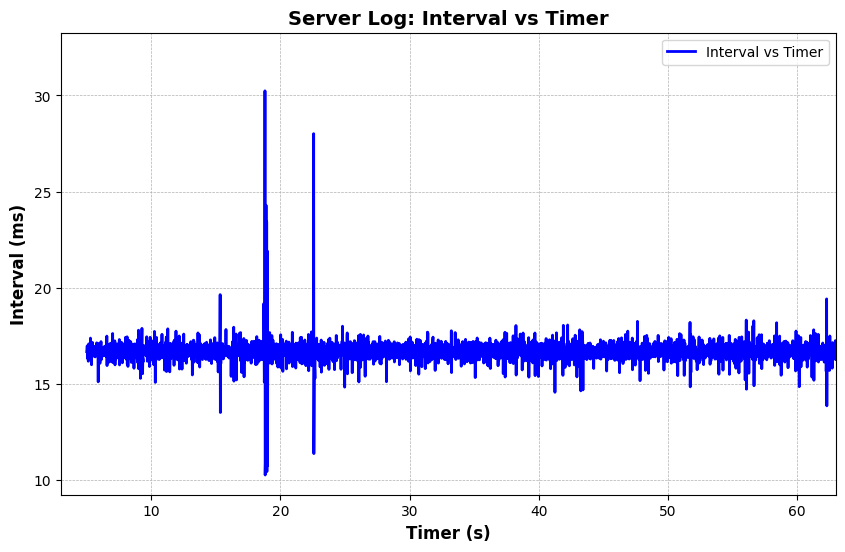 Server Log: Interval vs Timer
Interval vs Timer
30
25
20
15
10
Interval (ms)
10 20 30 40 50 60
Timer (s)